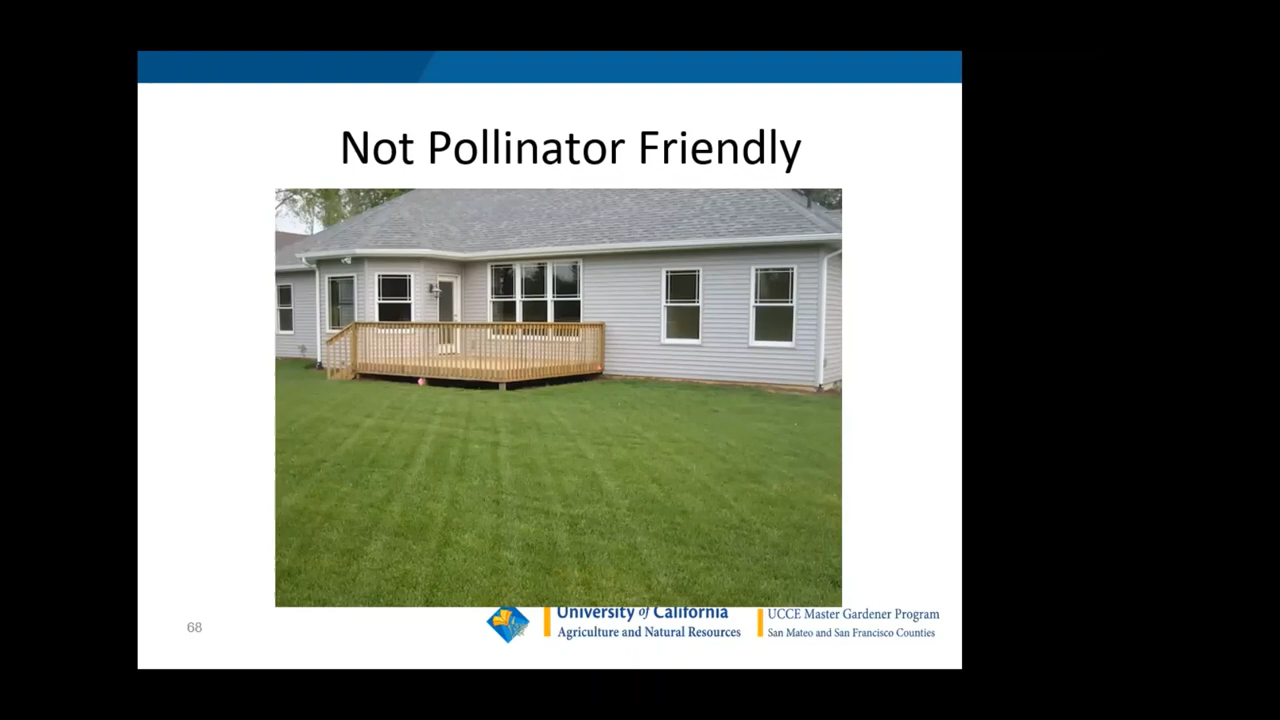 Not Pollinator Friendly
68
University of California
Agriculture and Natural Resources
UCCE Master Gardener Program
San Mateo and San Francisco Counties